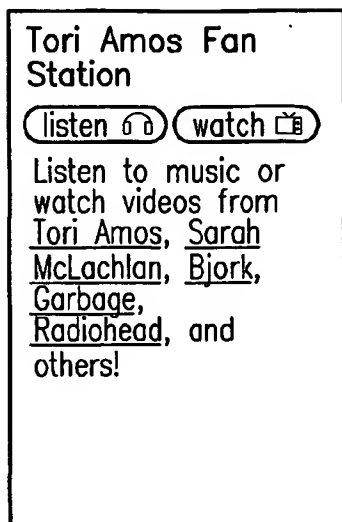 Tori Amos Fan
Station
listen watch
Listen to music or
watch videos from
Tori Amos, Sarah
McLachlan, Bjork,
Garbage,
Radiohead, and
others!